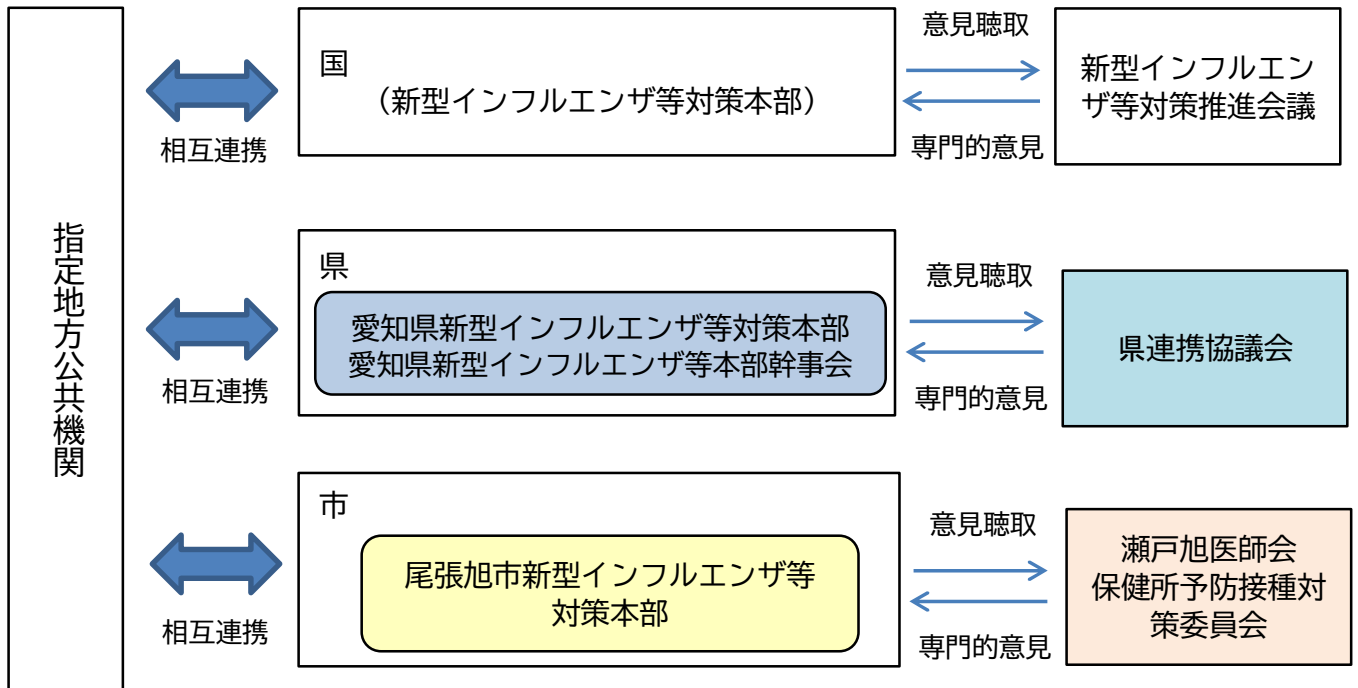 指定地方公共機関
相互連携
国
(新型インフルエンザ等対策本部)
意見聴取
専門的意見
新型インフルエン
ザ等対策推進会議
相互連携
県
愛知県新型インフルエンザ等対策本部
愛知県新型インフルエンザ等本部幹事会
意見聴取
専門的意見
県連携協議会
相互連携
市
尾張旭市新型インフルエンザ等
対策本部
意見聴取
専門的意見
瀬戸旭医師会
保健所予防接種対
策委員会